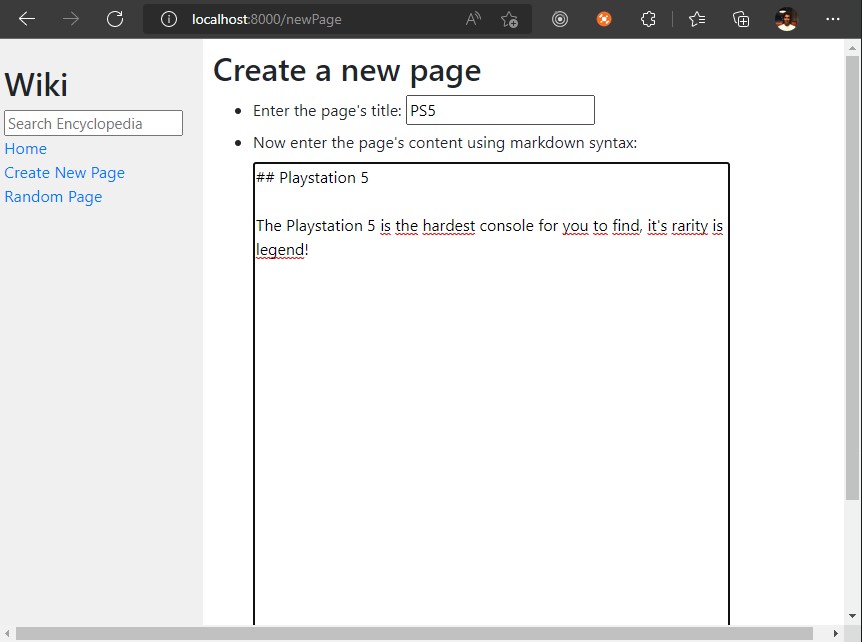 localhost:8000/newPage
Wiki
Search Encyclopedia
Home
Create New Page
Random Page
Create a new page
Enter the page's title: PS5
Now enter the page's content using markdown syntax:
## Playstation 5
The Playstation 5 is the hardest console for you to find, it's rarity is
legend!